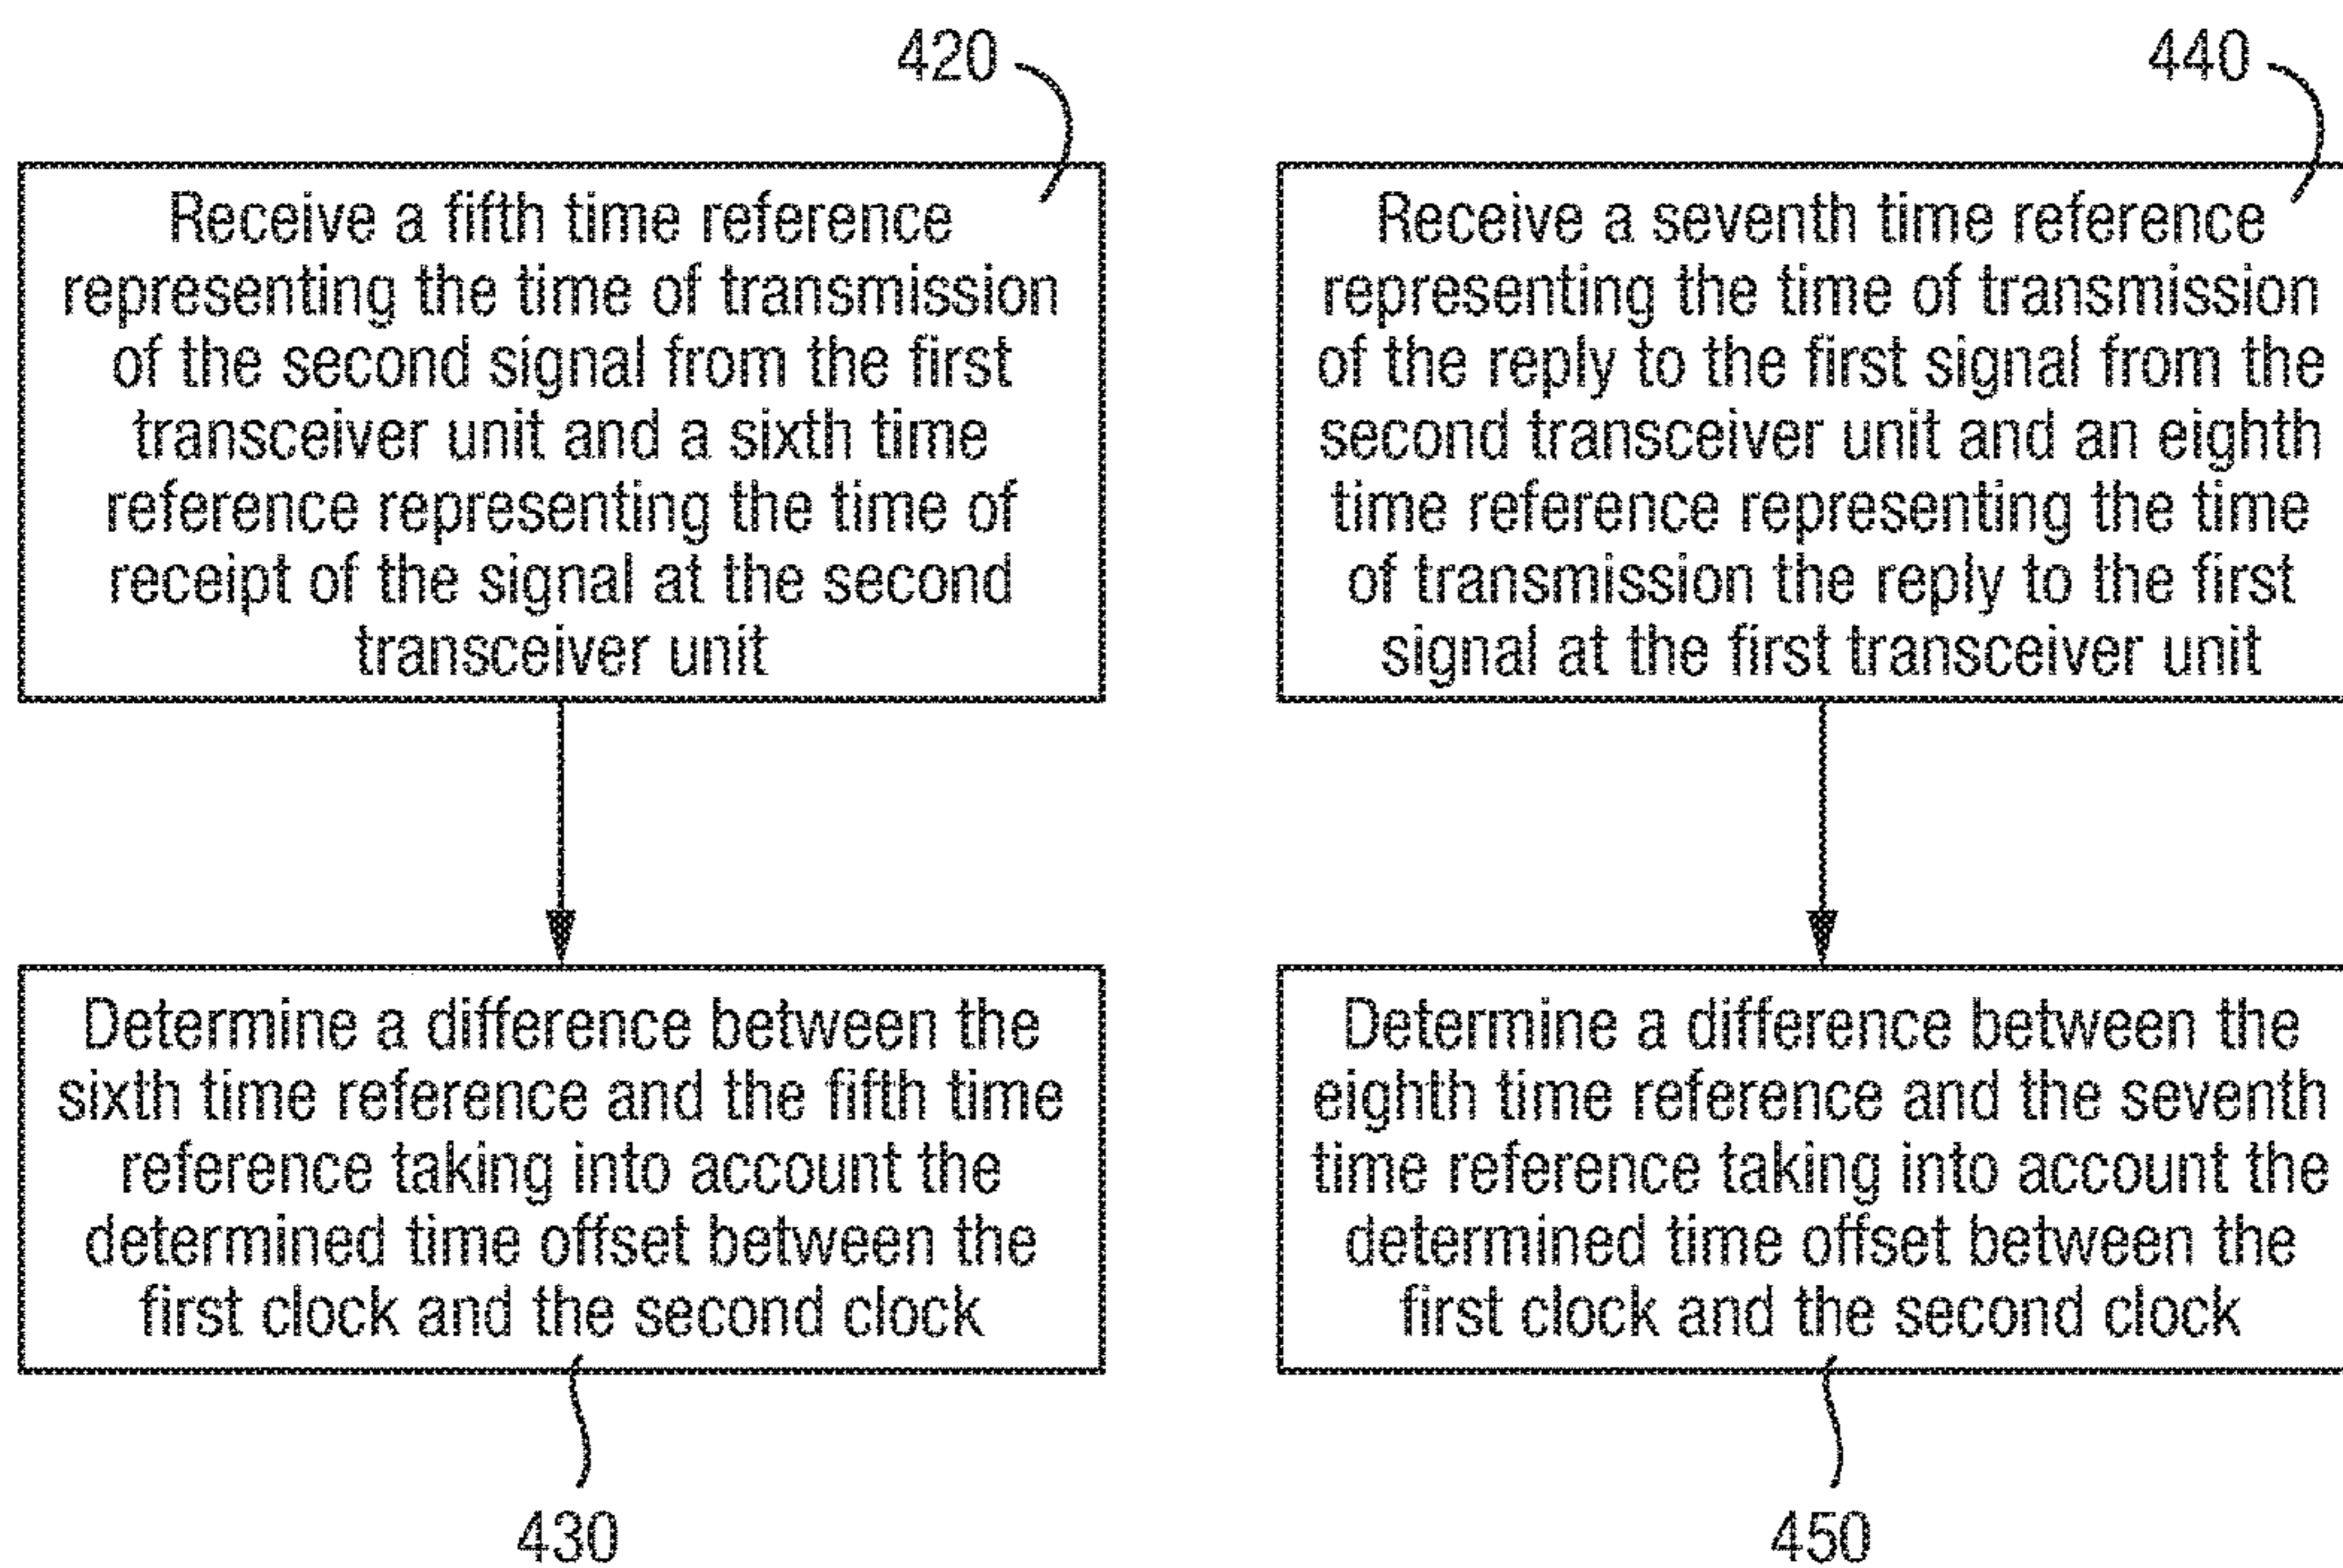 420
Receive a fifth time reference
representing the time of transmission
of the second signal from the first
transceiver unit and a sixth time
reference representing the time of
receipt of the signal at the second
transceiver unit
Determine a difference between the
sixth time reference and the fifth time
reference taking into account the
determined time offset between the
first clock and the second clock
430
440
Receive a seventh time reference
representing the time of transmission
of the reply to the first signal from the
second transceiver unit and an eighth
time reference representing the time
of transmission the reply to the first
signal at the first transceiver unit
Determine a difference between the
eighth time reference and the seventh
time reference taking into account the
determined time offset between the
first clock and the second clock
450